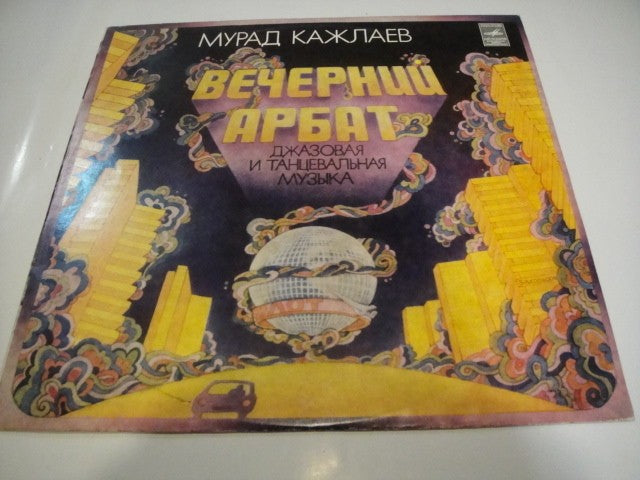 МУРАД КАЖЛАЕВ
ВЕЧЕРНИЙ
АРБАТ
ДЖАЗОВАЯ
И ТАНЦЕВАЛЬНАЯ
МУЗЫКА